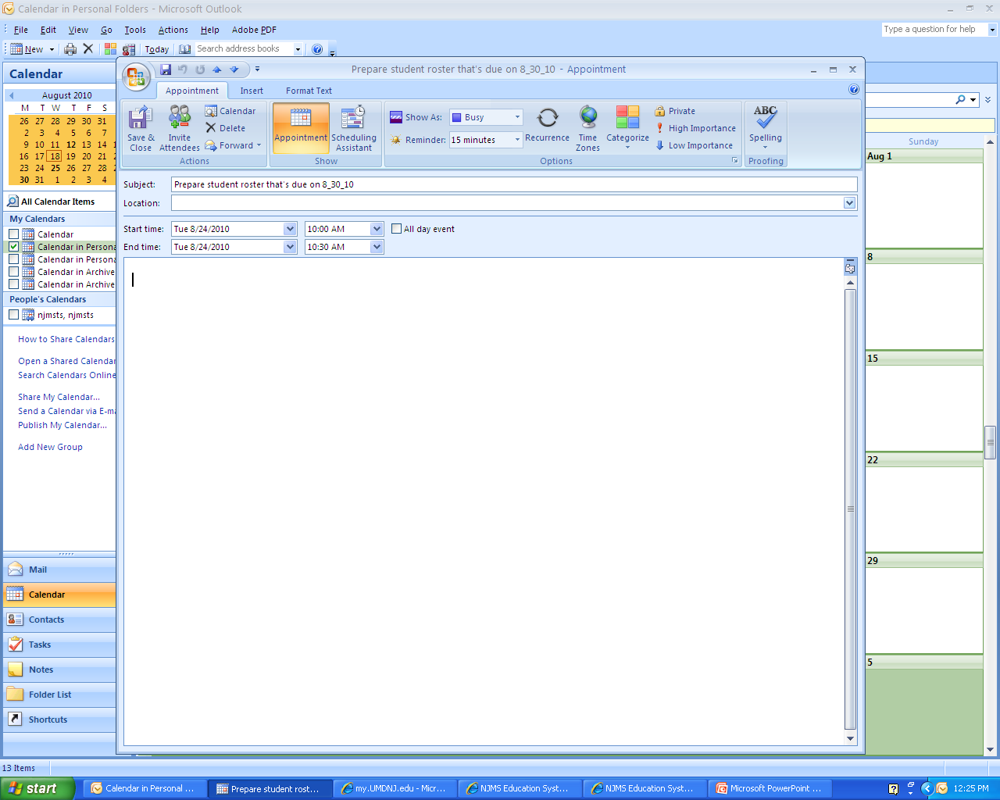 Calendar in Personal Folders - Microsoft Outlook
File Edit View Go Tools Actions Help Adobe PDF
Type a question for help
New Today Search address books
Calendar
August 2010
M T W T F S
26 27 28 29 30 31
2 3 4 5 6 7
9 10 11 12 13 14
16 17 18 19 20 21
23 24 25 26 27 28
30 31 1 2 3 4
All Calendar Items
My Calendars
Calendar
Calendar in Persona
Calendar in Persona
Calendar in Archive
Calendar in Archive
People's Calendars
njmsts, njmsts
How to Share Calendars
Open a Shared Calendar
Search Calendars Online
Share My Calendar...
Send a Calendar via E-ma
Publish My Calendar...
Add New Group
Mail
Calendar
Contacts
Tasks
Notes
Folder List
Shortcuts
Prepare student roster that's due on 8_30_10 - Appointment
Appointment Insert Format Text
Save & Close
Invite Attendees
Calendar
Delete
Forward
Actions
Appointment
Scheduling Assistant
Show
Show As: Busy
Reminder: 15 minutes
Recurrence
Time Zones
Categorize
Private
High Importance
Low Importance
Options
ABC
Spelling
Proofing
Subject: Prepare student roster that's due on 8_30_10
Location:
Start time: Tue 8/24/2010 10:00 AM All day event
End time: Tue 8/24/2010 10:30 AM
Sunday
Aug 1
8
15
22
29
5
13 Items
start Calendar in Personal ... Prepare student rost... my.UMDNJ.edu - Micr... NJMS Education Syst... NJMS Education Syst... Microsoft PowerPoint ... 12:25 PM